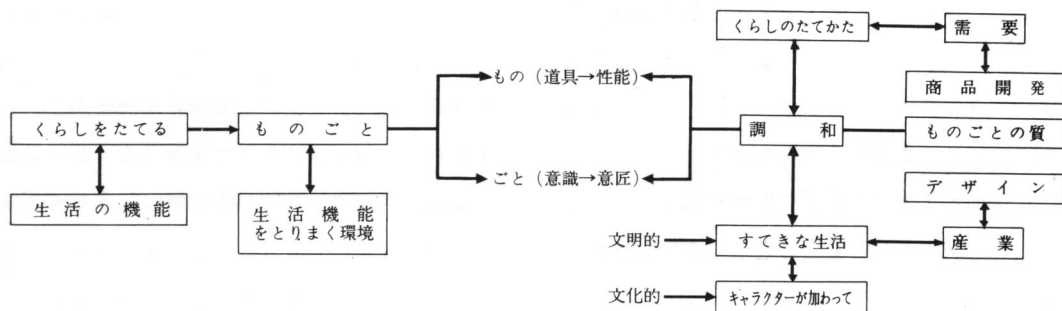 くらしのたてかた
需要
もの（道具→性能）
商品開発
くらしをたてる
ものごと
調和
ものごとの質
ごと（意識→意匠）
デザイン
生活の機能
生活機能
をとりまく環境
文明的
すてきな生活
産業
文化的
キャラクターが加わって